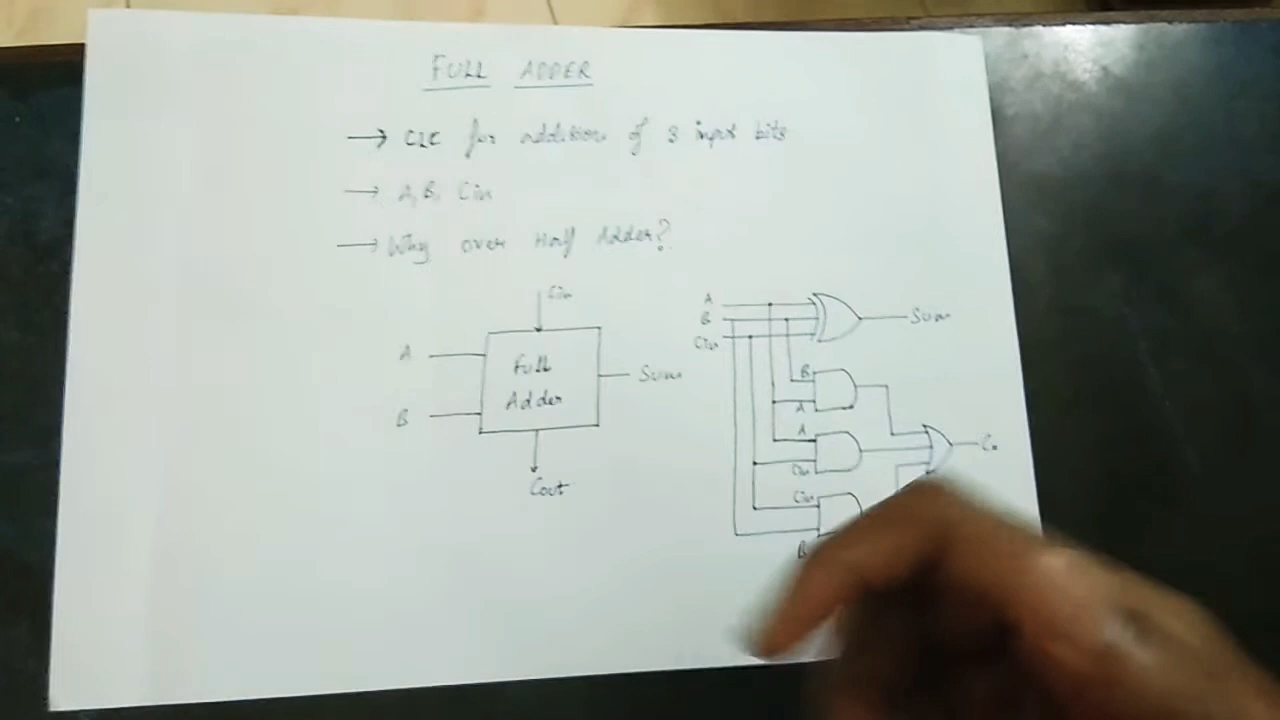 FULL ADDER
→ CLC for addition of 3 input bits
→ A, B, Cin
→ Why over Half Adder?
Cin
A
B
Full
Adder
Sum
Cout
A
B
Cin
Sum
B
A
A
Cin
Cin
B